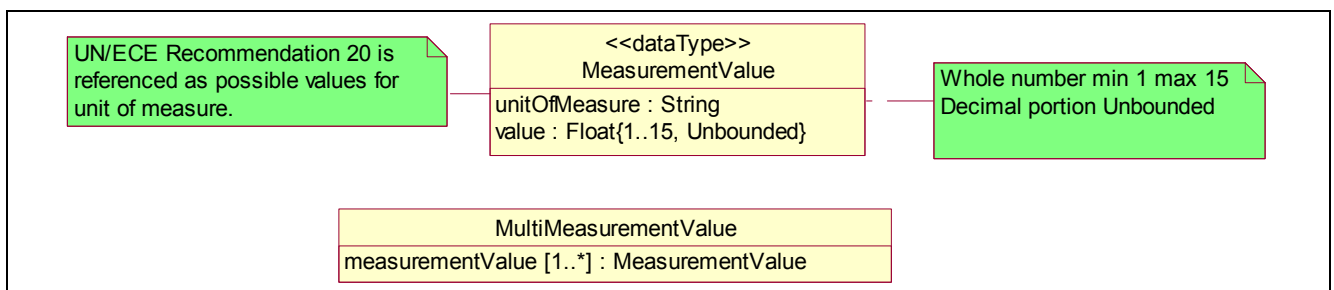 UN/ECE Recommendation 20 is
referenced as possible values for
unit of measure.
<<dataType>>
MeasurementValue
unitOfMeasure : String
value : Float{1..15, Unbounded}
Whole number min 1 max 15
Decimal portion Unbounded
MultiMeasurementValue
measurementValue [1..*] : MeasurementValue